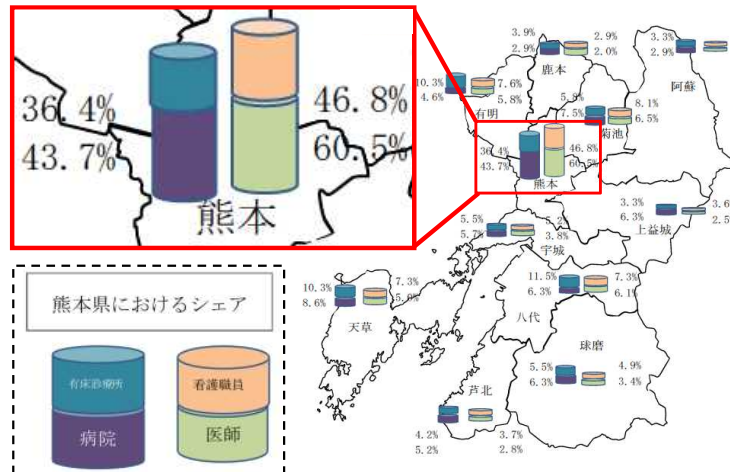 36.4%
43.7%
46.8%
60.5%
熊本
熊本県におけるシェア
有床診療所
看護職員
病院
医師
3.9%
2.9%
2.9%
2.0%
鹿本
3.3%
2.9%
阿蘇
10.3%
4.6%
7.6%
5.8%
有明
7.5%
8.1%
6.5%
菊池
36.4%
43.7%
46.8%
60.5%
熊本
3.3%
6.3%
3.6
2.5%
上益城
5.5%
5.7%
3.8%
宇城
10.3%
8.6%
7.3%
天草
11.5%
6.3%
7.3%
6.1%
八代
5.5%
6.3%
4.9%
3.4%
球磨
4.2%
5.2%
3.7%
2.8%
芦北